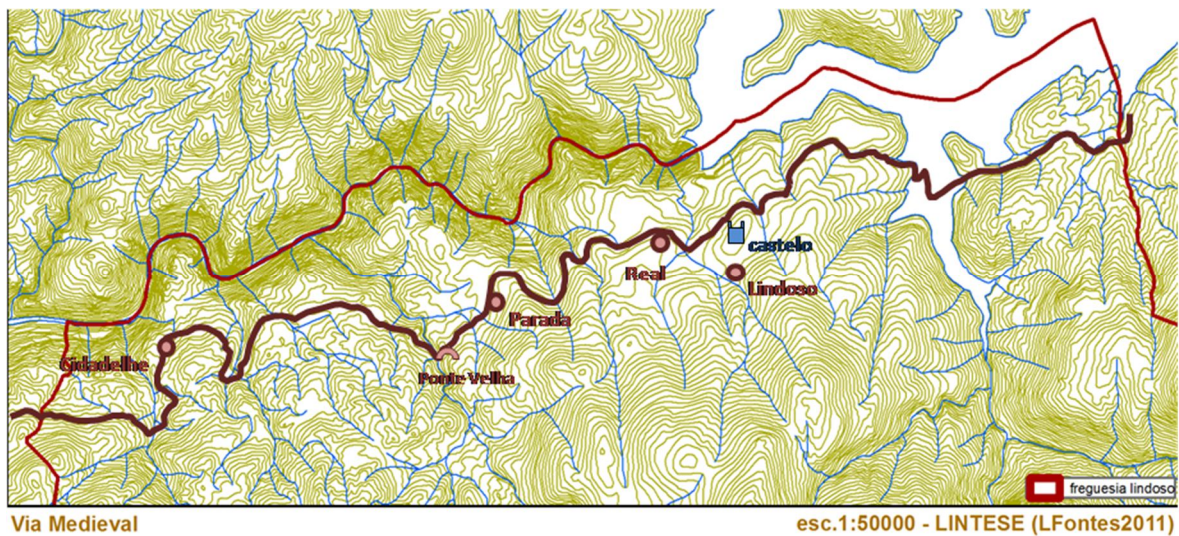 castelo
Real
Lindoso
Parada
Cidadelhe
Ponte Velha
freguesia lindoso
Via Medieval
esc.1:50000 - LINTESE (LFontes2011)